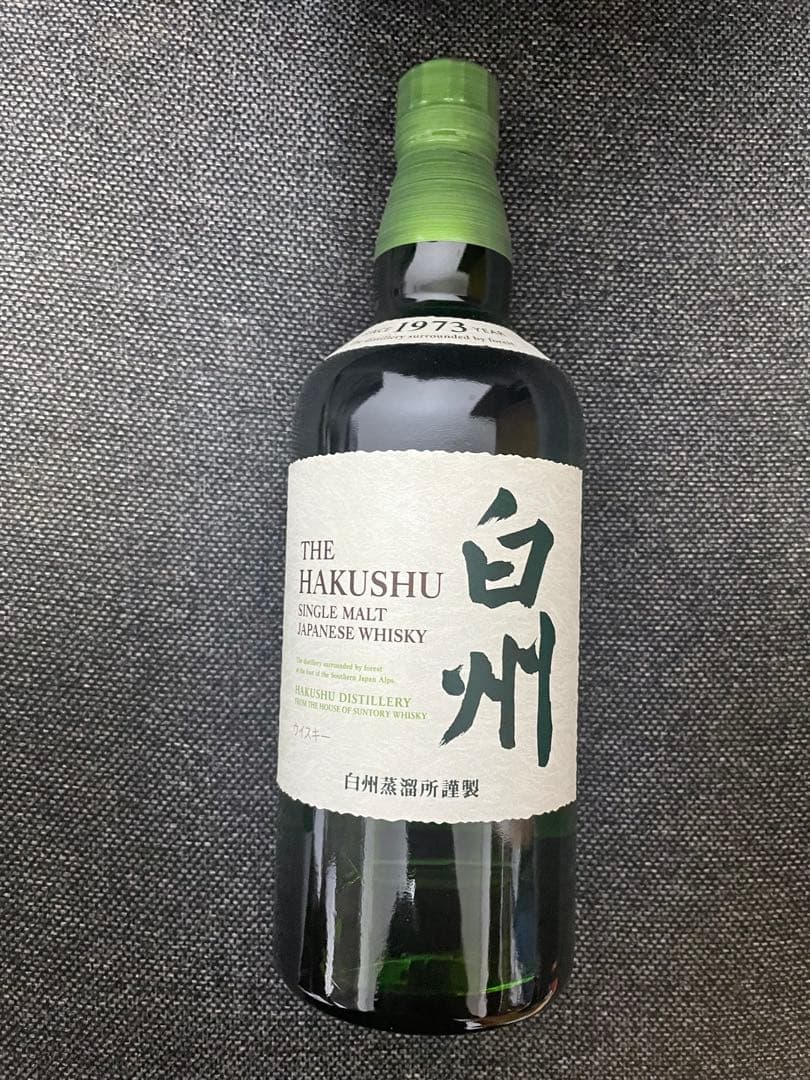 1973 YEAR
distillery surrounded by forest
THE
HAKUSHU
SINGLE MALT
JAPANESE WHISKY
The distillery surrounded by forest
at the foot of the Southern Japan Alps.
HAKUSHU DISTILLERY
FROM THE HOUSE OF SUNTORY WHISKY
ウイスキー
白州
白州蒸溜所謹製